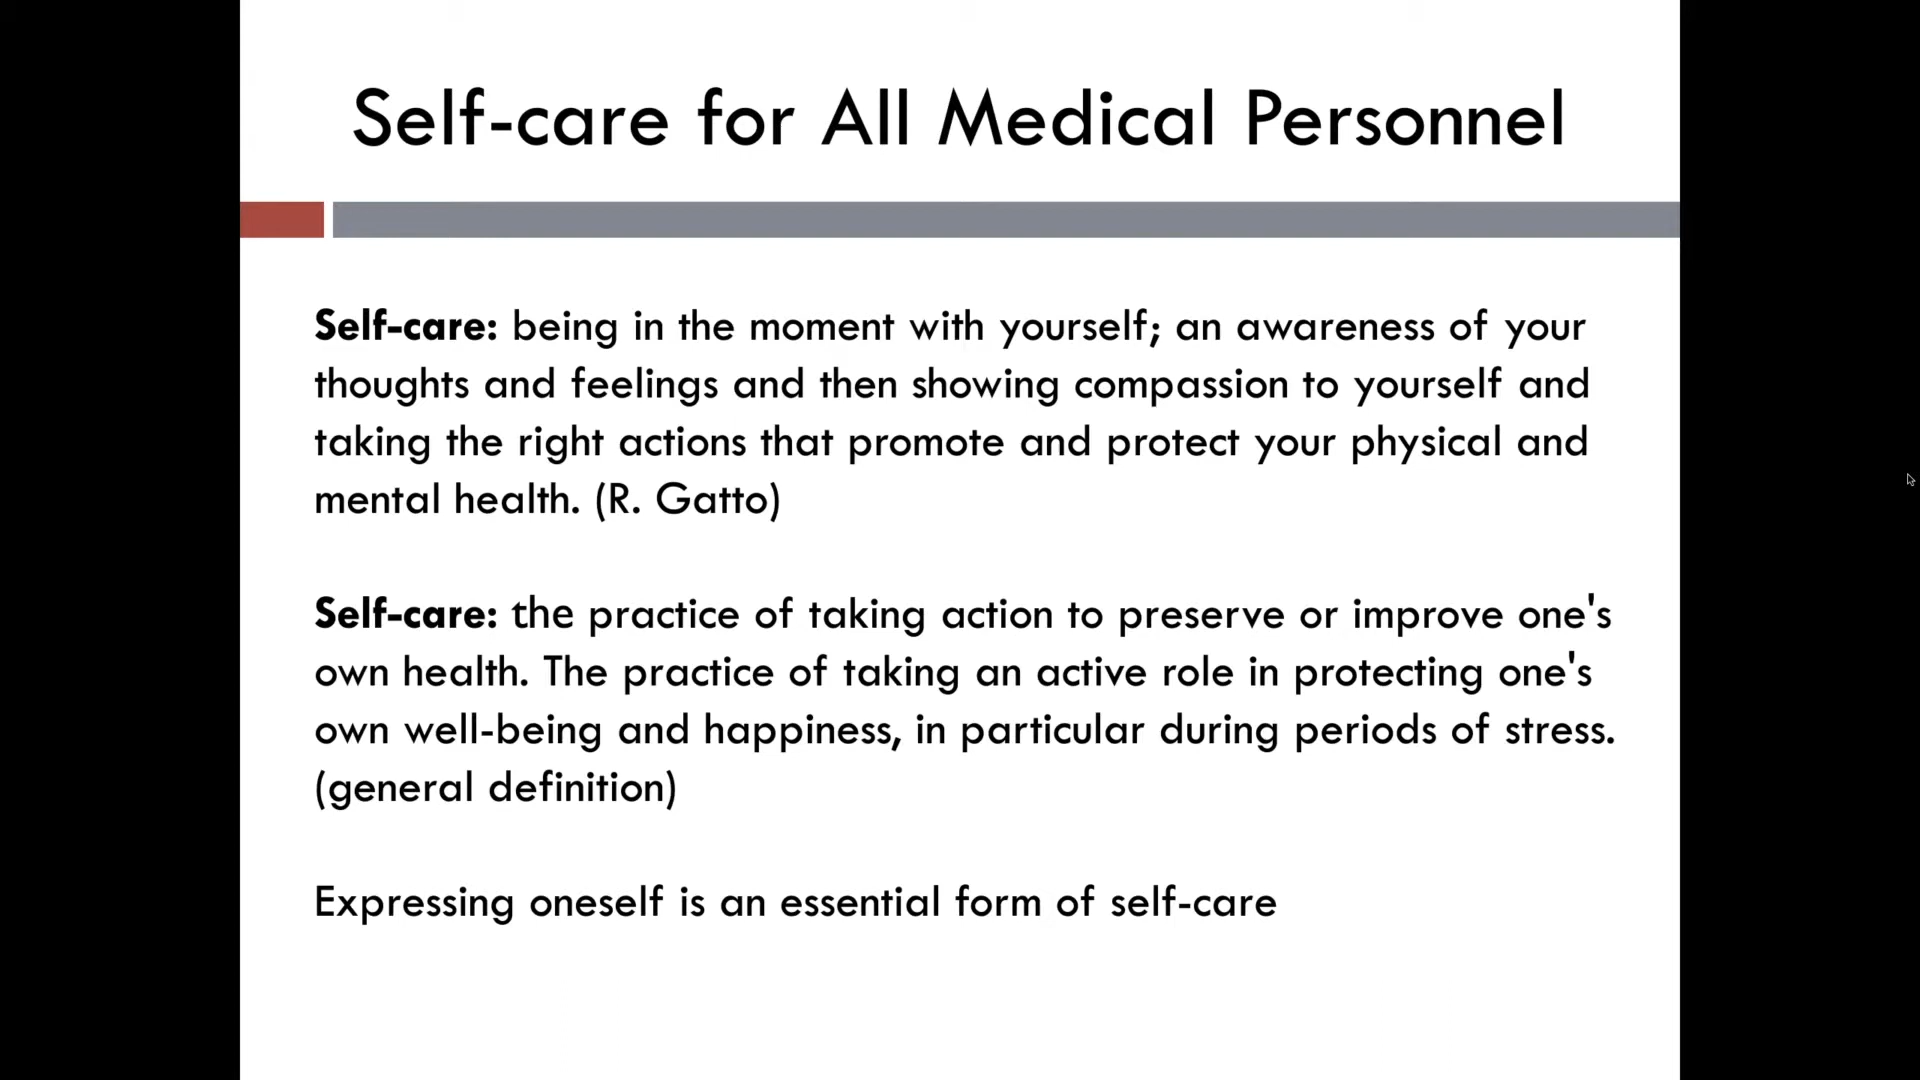 Self-care for All Medical Personnel
Self-care: being in the moment with yourself; an awareness of your
thoughts and feelings and then showing compassion to yourself and
taking the right actions that promote and protect your physical and
mental health. (R. Gatto)
Self-care: the practice of taking action to preserve or improve one's
own health. The practice of taking an active role in protecting one's
own well-being and happiness, in particular during periods of stress.
(general definition)
Expressing oneself is an essential form of self-care